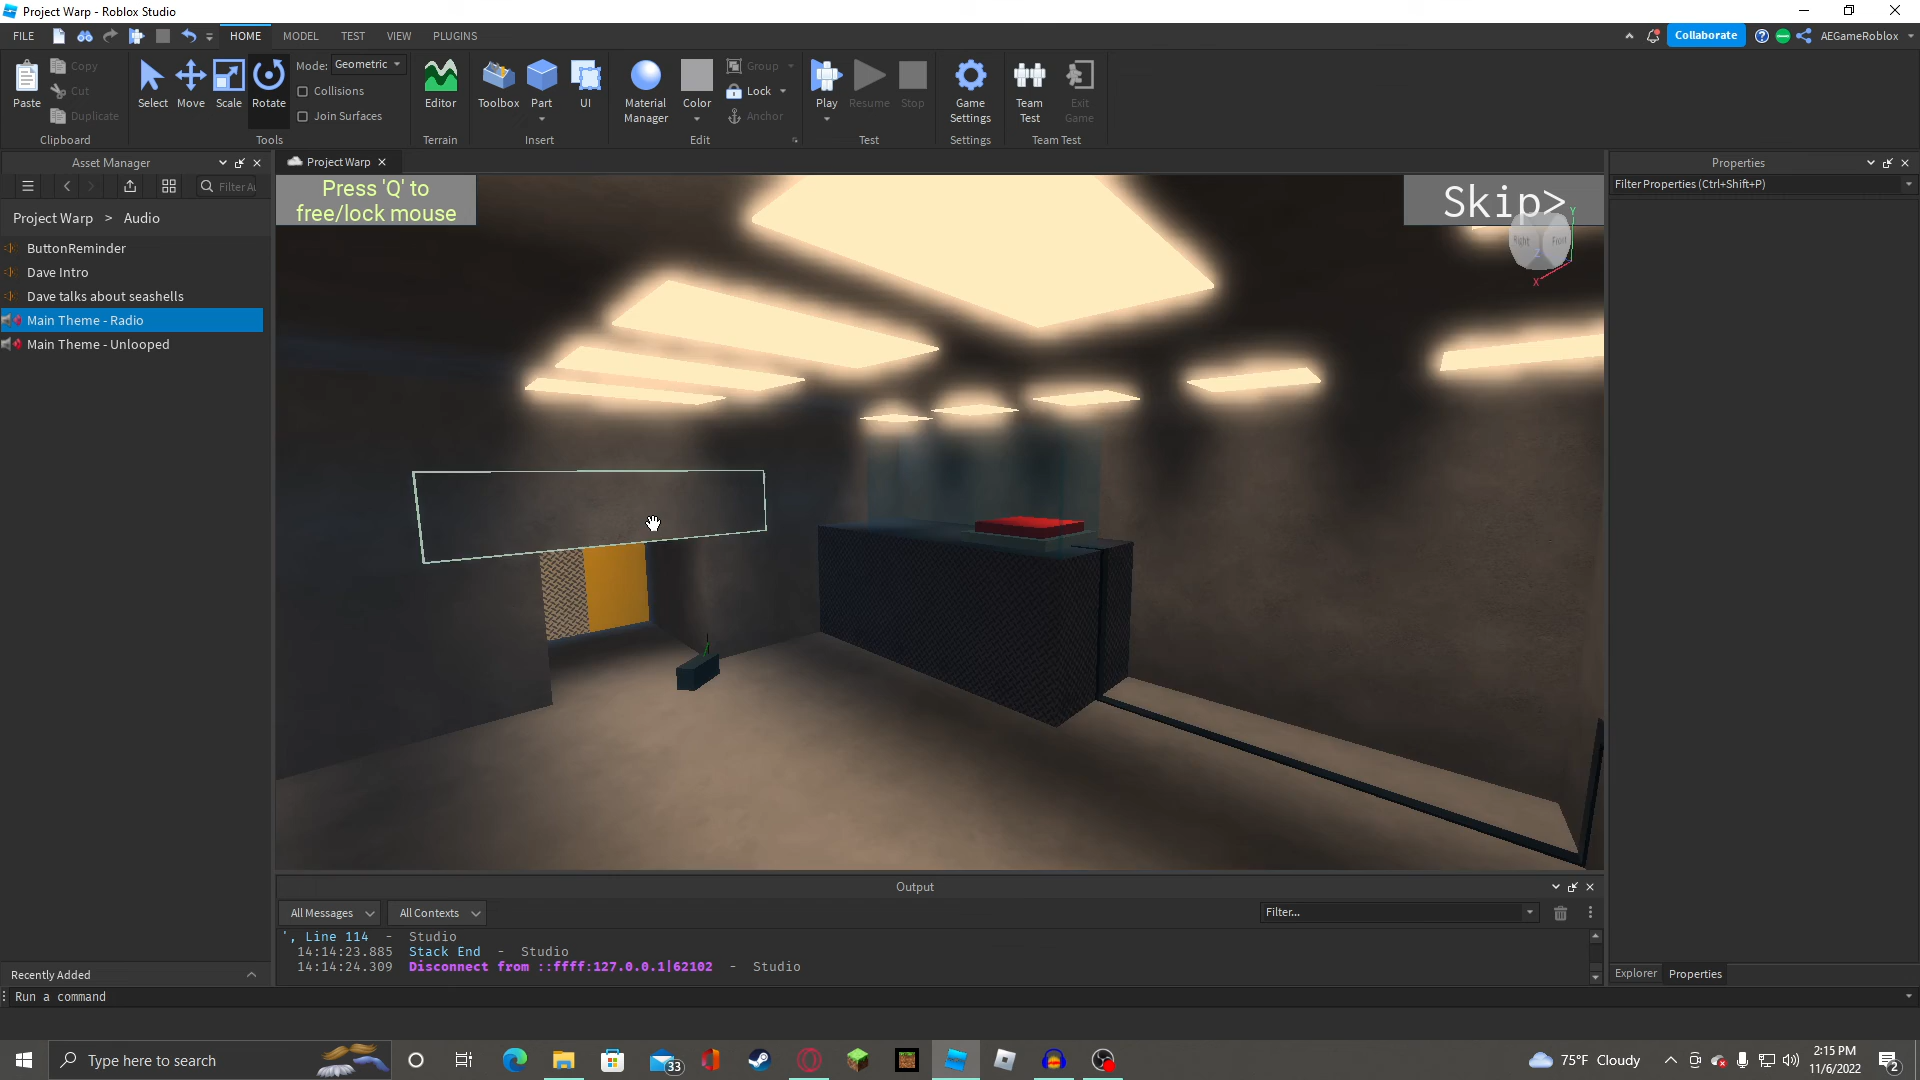 Project Warp - Roblox Studio
FILE HOME MODEL TEST VIEW PLUGINS
Collaborate AEGameRoblox
Paste Copy Cut Duplicate
Clipboard
Select Move Scale Rotate
Mode: Geometric
Collisions
Join Surfaces
Tools
Editor
Terrain
Toolbox Part UI
Insert
Material Manager Color
Group
Lock
Anchor
Edit
Play Resume Stop
Test
Game Settings
Settings
Team Test Exit Game
Team Test
Asset Manager
Project Warp
Properties
Filter Properties (Ctrl+Shift+P)
Project Warp > Audio
ButtonReminder
Dave Intro
Dave talks about seashells
Main Theme - Radio
Main Theme - Unlooped
Press 'Q' to
free/lock mouse
Skip>
Y
Right Front
Z
X
Output
All Messages All Contexts Filter...
', Line 114 - Studio
14:14:23.885 Stack End - Studio
14:14:24.309 Disconnect from ::ffff:127.0.0.1|62102 - Studio
Recently Added
Explorer Properties
Run a command
Type here to search
33
75°F Cloudy
2:15 PM
11/6/2022
2